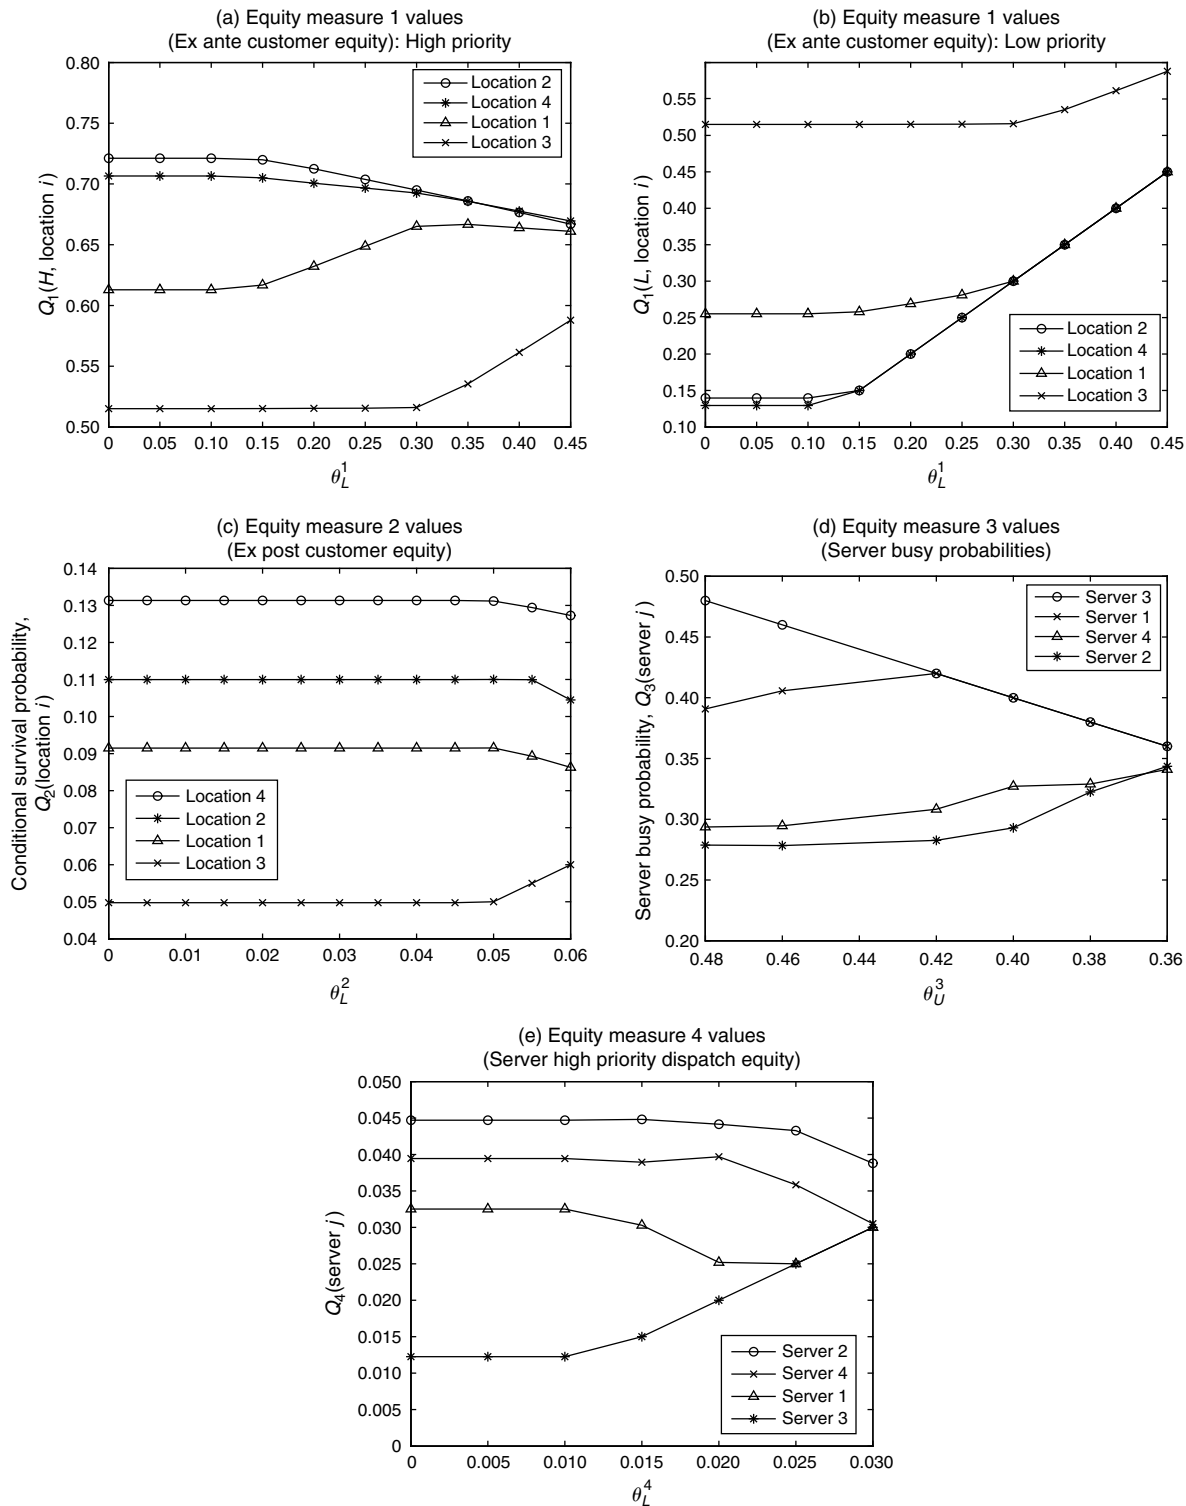 (a) Equity measure 1 values
(Ex ante customer equity): High priority
0.80
0.75
0.70
0.65
0.60
0.55
0.50
Q1(H, location i)
Location 2
Location 4
Location 1
Location 3
0 0.05 0.10 0.15 0.20 0.25 0.30 0.35 0.40 0.45
θ_L^1
(b) Equity measure 1 values
(Ex ante customer equity): Low priority
0.55
0.50
0.45
0.40
0.35
0.30
0.25
0.20
0.15
0.10
Q1(L, location i)
Location 2
Location 4
Location 1
Location 3
0 0.05 0.10 0.15 0.20 0.25 0.30 0.35 0.40 0.45
θ_L^1
(c) Equity measure 2 values
(Ex post customer equity)
0.14
0.13
0.12
0.11
0.10
0.09
0.08
0.07
0.06
0.05
0.04
Conditional survival probability,
Q2(location i)
Location 4
Location 2
Location 1
Location 3
0 0.01 0.02 0.03 0.04 0.05 0.06
θ_L^2
(d) Equity measure 3 values
(Server busy probabilities)
0.50
0.45
0.40
0.35
0.30
0.25
0.20
Server busy probability, Q3(server j)
Server 3
Server 1
Server 4
Server 2
0.48 0.46 0.44 0.42 0.40 0.38 0.36
θ_U^3
(e) Equity measure 4 values
(Server high priority dispatch equity)
0.050
0.045
0.040
0.035
0.030
0.025
0.020
0.015
0.010
0.005
0
Q4(server j)
Server 2
Server 4
Server 1
Server 3
0 0.005 0.010 0.015 0.020 0.025 0.030
θ_L^4